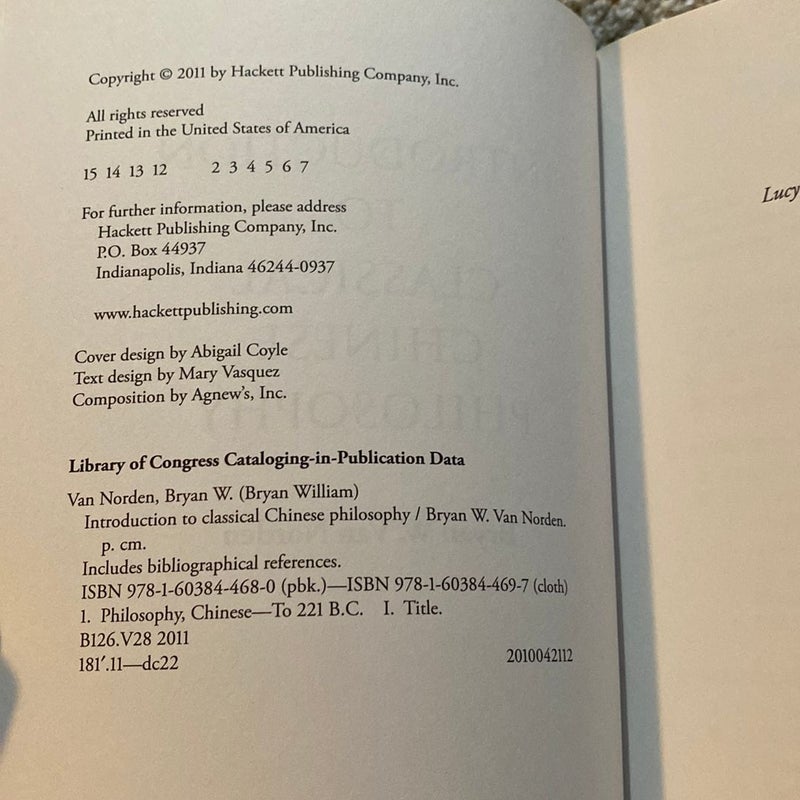 Copyright © 2011 by Hackett Publishing Company, Inc.
All rights reserved
Printed in the United States of America
15 14 13 12 2 3 4 5 6 7
For further information, please address
Hackett Publishing Company, Inc.
P.O. Box 44937
Indianapolis, Indiana 46244-0937
www.hackettpublishing.com
Cover design by Abigail Coyle
Text design by Mary Vasquez
Composition by Agnew's, Inc.
Library of Congress Cataloging-in-Publication Data
Van Norden, Bryan W. (Bryan William)
Introduction to classical Chinese philosophy / Bryan W. Van Norden.
p. cm.
Includes bibliographical references.
ISBN 978-1-60384-468-0 (pbk.)—ISBN 978-1-60384-469-7 (cloth)
1. Philosophy, Chinese—To 221 B.C. I. Title.
B126.V28 2011
181′.11—dc22 2010042112
Lucy